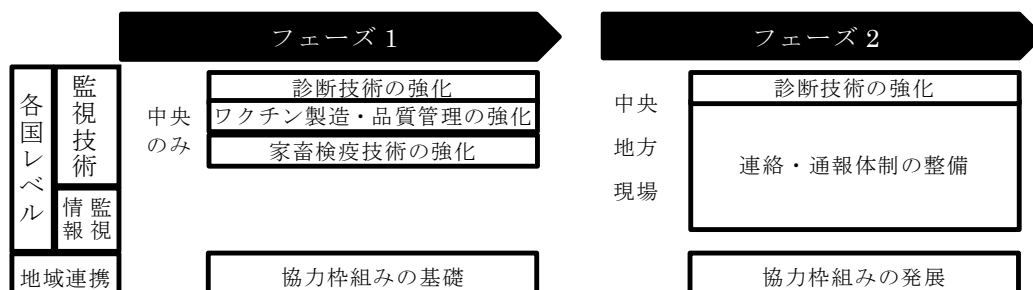 フェーズ 1
フェーズ 2
各国レベル
監視技術
監視情報
中央
のみ
診断技術の強化
ワクチン製造・品質管理の強化
家畜検疫技術の強化
中央
地方
現場
診断技術の強化
連絡・通報体制の整備
地域連携
協力枠組みの基礎
協力枠組みの発展